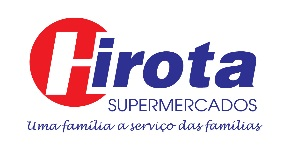 Hirota
SUPERMERCADOS
Uma família a serviço das famílias